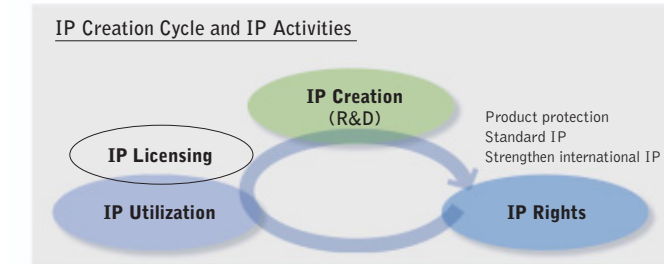 IP Creation Cycle and IP Activities
IP Creation
(R&D)
Product protection
Standard IP
Strengthen international IP
IP Licensing
IP Utilization
IP Rights